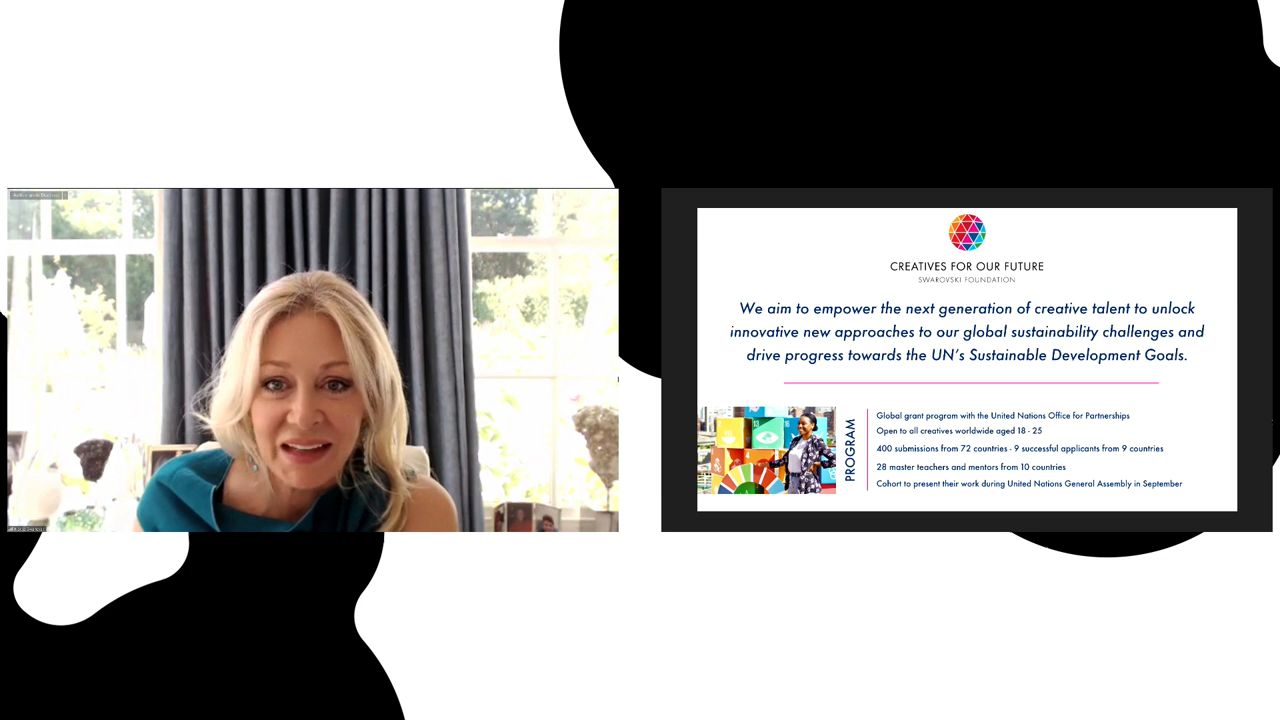 CREATIVES FOR OUR FUTURE
SWAROVSKI FOUNDATION
We aim to empower the next generation of creative talent to unlock
innovative new approaches to our global sustainability challenges and
drive progress towards the UN's Sustainable Development Goals.
PROGRAM
Global grant program with the United Nations Office for Partnerships
Open to all creatives worldwide aged 18 - 25
400 submissions from 72 countries - 9 successful applicants from 9 countries
28 master teachers and mentors from 10 countries
Cohort to present their work during United Nations General Assembly in September
13